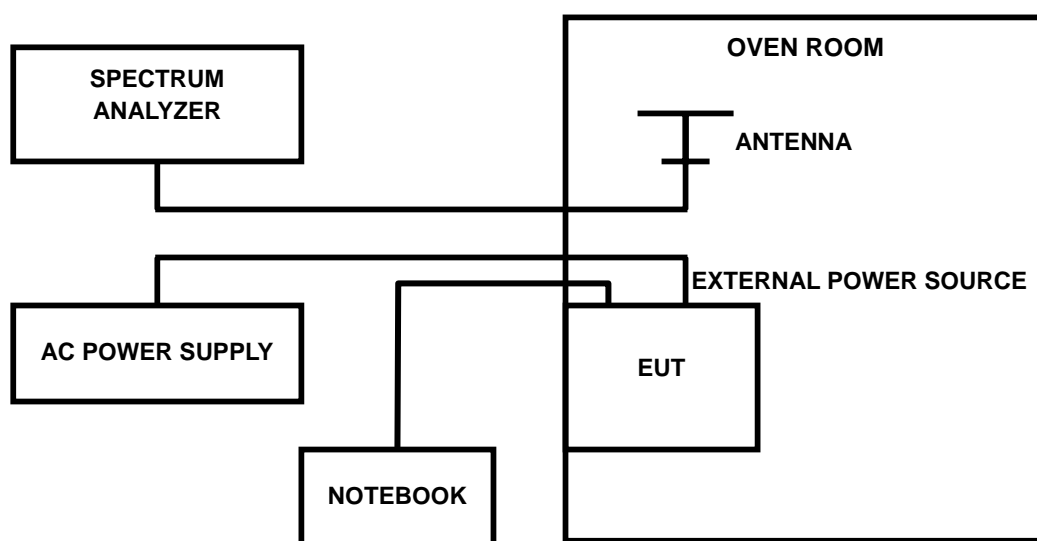 OVEN ROOM
SPECTRUM
ANALYZER
ANTENNA
EXTERNAL POWER SOURCE
AC POWER SUPPLY
EUT
NOTEBOOK